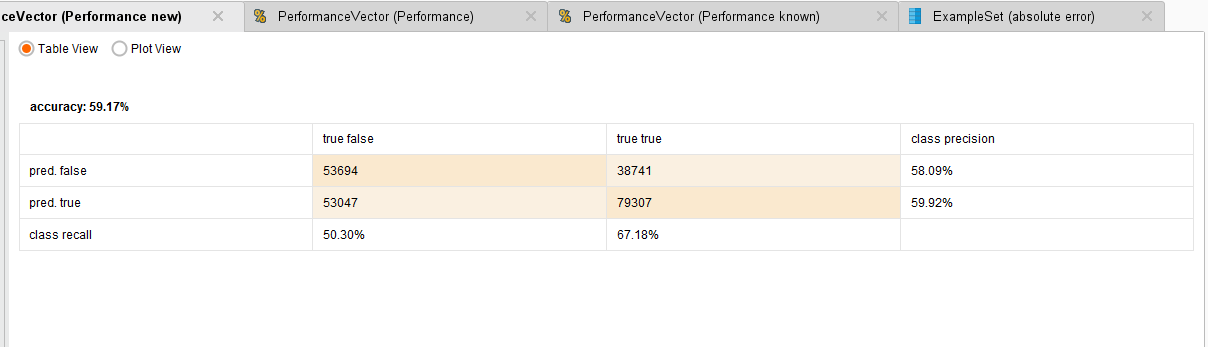 ceVector (Performance new) PerformanceVector (Performance) PerformanceVector (Performance known) ExampleSet (absolute error)
Table View Plot View
accuracy: 59.17%
true false true true class precision
pred. false 53694 38741 58.09%
pred. true 53047 79307 59.92%
class recall 50.30% 67.18%